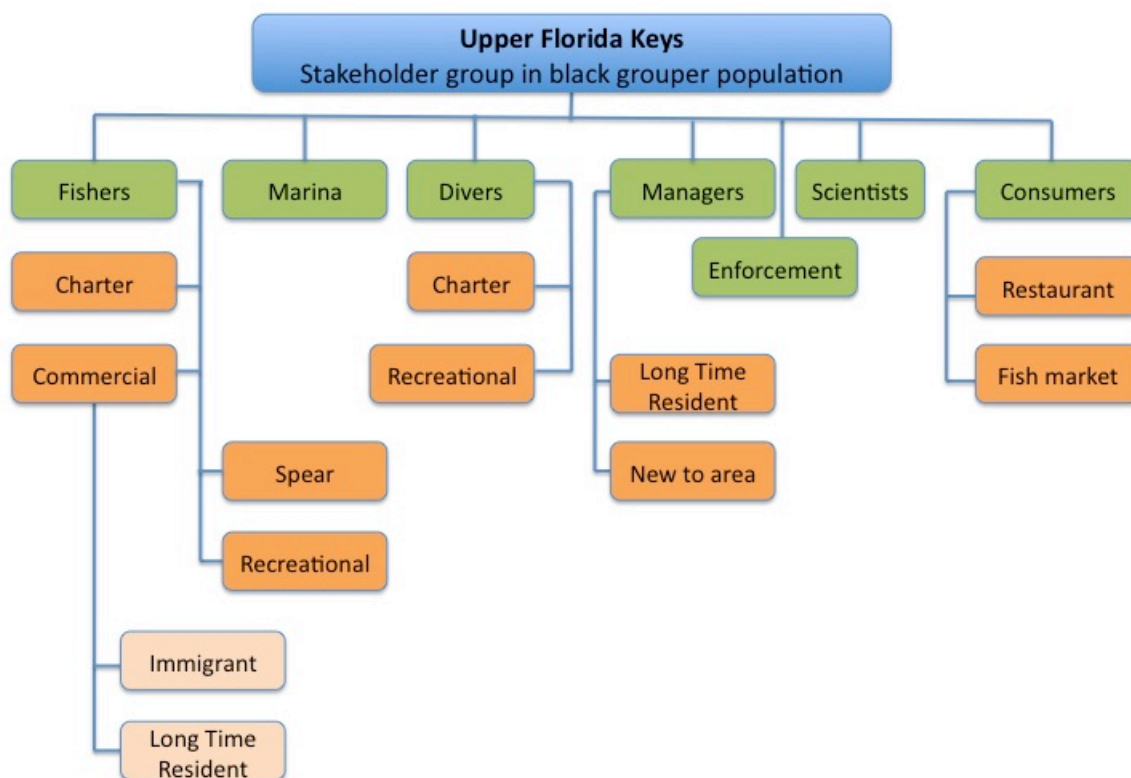 Upper Florida Keys
Stakeholder group in black grouper population
Fishers
Marina
Divers
Managers
Scientists
Consumers
Enforcement
Charter
Charter
Restaurant
Commercial
Recreational
Long Time
Resident
Fish market
Spear
New to area
Recreational
Immigrant
Long Time
Resident